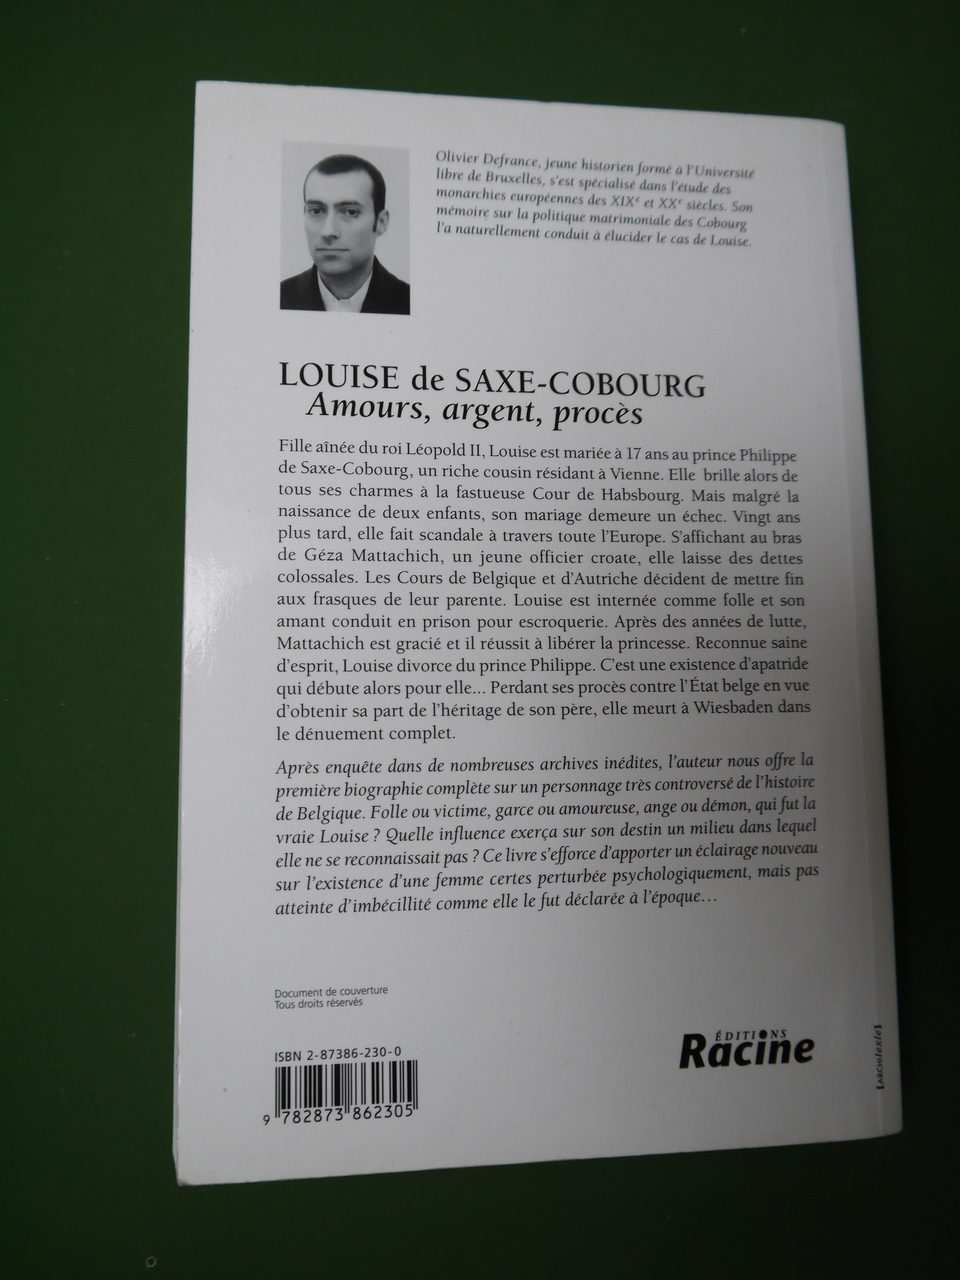 Olivier Defrance, jeune historien formé à l'Université
libre de Bruxelles, s'est spécialisé dans l'étude des
monarchies européennes des XIXe et XXe siècles. Son
mémoire sur la politique matrimoniale des Cobourg
l'a naturellement conduit à élucider le cas de Louise.
LOUISE de SAXE-COBOURG
Amours, argent, procès
Fille aînée du roi Léopold II, Louise est mariée à 17 ans au prince Philippe
de Saxe-Cobourg, un riche cousin résidant à Vienne. Elle brille alors de
tous ses charmes à la fastueuse Cour de Habsbourg. Mais malgré la
naissance de deux enfants, son mariage demeure un échec. Vingt ans
plus tard, elle fait scandale à travers toute l'Europe. S'affichant au bras
de Géza Mattachich, un jeune officier croate, elle laisse des dettes
colossales. Les Cours de Belgique et d'Autriche décident de mettre fin
aux frasques de leur parente. Louise est internée comme folle et son
amant conduit en prison pour escroquerie. Après des années de lutte,
Mattachich est gracié et il réussit à libérer la princesse. Reconnue saine
d'esprit, Louise divorce du prince Philippe. C'est une existence d'apatride
qui débute alors pour elle... Perdant ses procès contre l'État belge en vue
d'obtenir sa part de l'héritage de son père, elle meurt à Wiesbaden dans
le dénuement complet.
Après enquête dans de nombreuses archives inédites, l'auteur nous offre la
première biographie complète sur un personnage très controversé de l'histoire
de Belgique. Folle ou victime, garce ou amoureuse, ange ou démon, qui fut la
vraie Louise ? Quelle influence exerça sur son destin un milieu dans lequel
elle ne se reconnaissait pas ? Ce livre s'efforce d'apporter un éclairage nouveau
sur l'existence d'une femme certes perturbée psychologiquement, mais pas
atteinte d'imbécillité comme elle le fut déclarée à l'époque...
Document de couverture
Tous droits réservés
ISBN 2-87386-230-0
9 782873 862305
ÉDITIONS
Racine
[ARCHItexte]